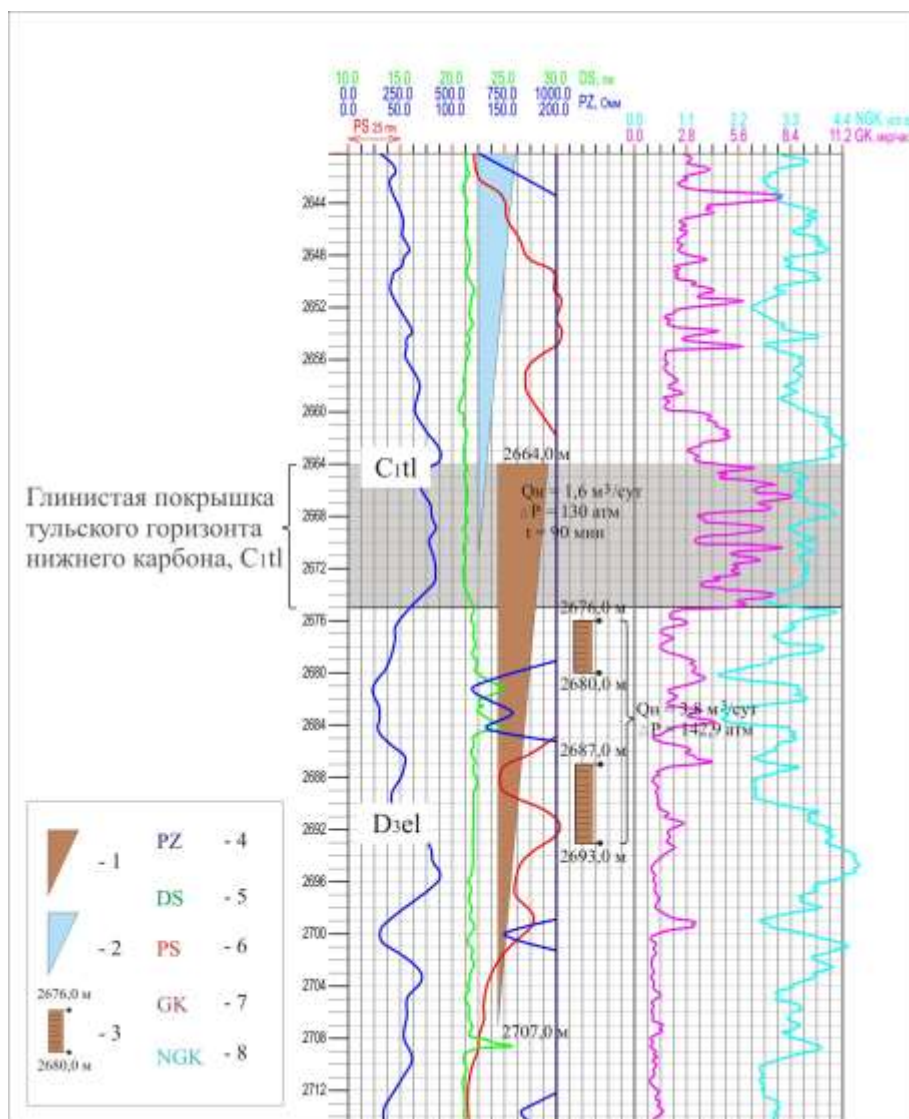 10.0 15.0 20.0 25.0 30.0 DS, см
0.0 250.0 500.0 750.0 1000.0 PZ, Омм
0.0 50.0 100.0 150.0 200.0
0.0 1.1 2.2 3.3 4.4 NGK
0.0 2.8 5.6 8.4 11.2 GK
PS 25
2644
2648
2652
2656
2660
2664
2664,0 м
C1tl
Qн = 1,6 м³/сут
△P = 130 атм
t = 90 мин
Глинистая покрышка
тульского горизонта
нижнего карбона, C1tl
2668
2672
2676
2676,0 м
2680
2680,0 м
Qн = 3,8 м³/сут
△P = 142,9 атм
2684
2687,0 м
2688
D3el
2692
2693,0 м
2696
2700
2704
2707,0 м
2708
2712
- 1
- 2
2676,0 м
- 3
2680,0 м
PZ - 4
DS - 5
PS - 6
GK - 7
NGK - 8